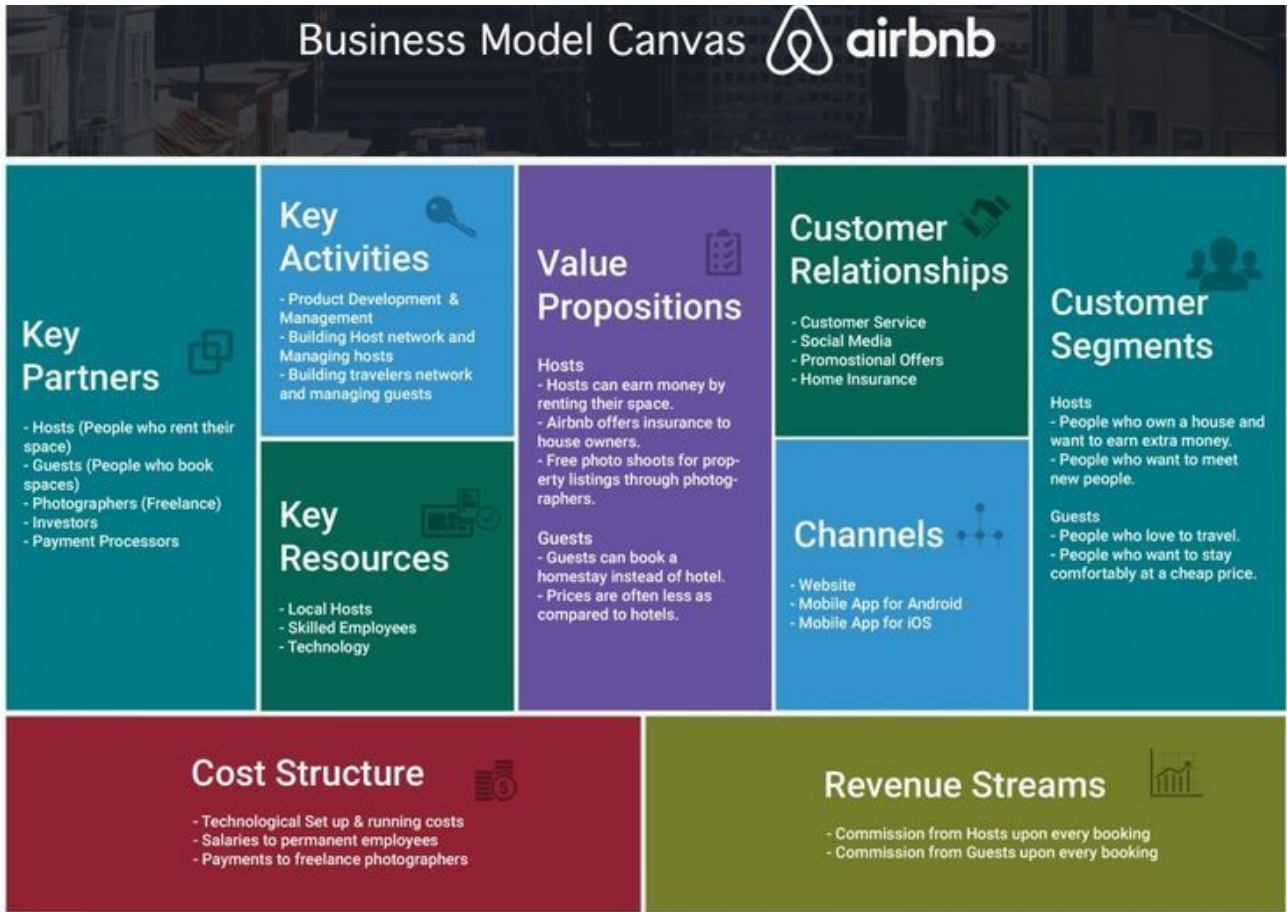 Business Model Canvas airbnb
Key
Partners
- Hosts (People who rent their
space)
- Guests (People who book
spaces)
- Photographers (Freelance)
- Investors
- Payment Processors
Key
Activities
- Product Development &
Management
- Building Host network and
Managing hosts
- Building travelers network
and managing guests
Key
Resources
- Local Hosts
- Skilled Employees
- Technology
Value
Propositions
Hosts
- Hosts can earn money by
renting their space.
- Airbnb offers insurance to
house owners.
- Free photo shoots for prop-
erty listings through photog-
raphers.
Guests
- Guests can book a
homestay instead of hotel.
- Prices are often less as
compared to hotels.
Customer
Relationships
- Customer Service
- Social Media
- Promostional Offers
- Home Insurance
Channels
- Website
- Mobile App for Android
- Mobile App for iOS
Customer
Segments
Hosts
- People who own a house and
want to earn extra money.
- People who want to meet
new people.
Guests
- People who love to travel.
- People who want to stay
comfortably at a cheap price.
Cost Structure
$
- Technological Set up & running costs
- Salaries to permanent employees
- Payments to freelance photographers
Revenue Streams
- Commission from Hosts upon every booking
- Commission from Guests upon every booking